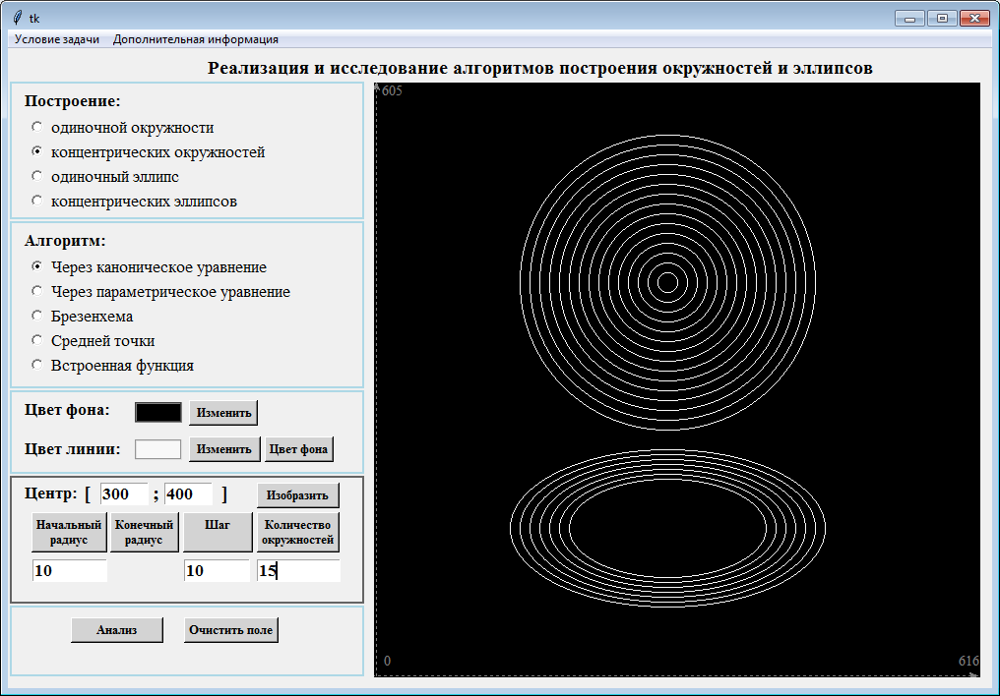 tk
Условие задачи Дополнительная информация
Реализация и исследование алгоритмов построения окружностей и эллипсов
Построение:
одиночной окружности
концентрических окружностей
одиночный эллипс
концентрических эллипсов
Алгоритм:
Через каноническое уравнение
Через параметрическое уравнение
Брезенхема
Средней точки
Встроенная функция
Цвет фона: Изменить
Цвет линии: Изменить Цвет фона
Центр: [ 300 ; 400 ] Изобразить
Начальный радиус Конечный радиус Шаг Количество окружностей
10 10 15
Анализ Очистить поле
605
0 616